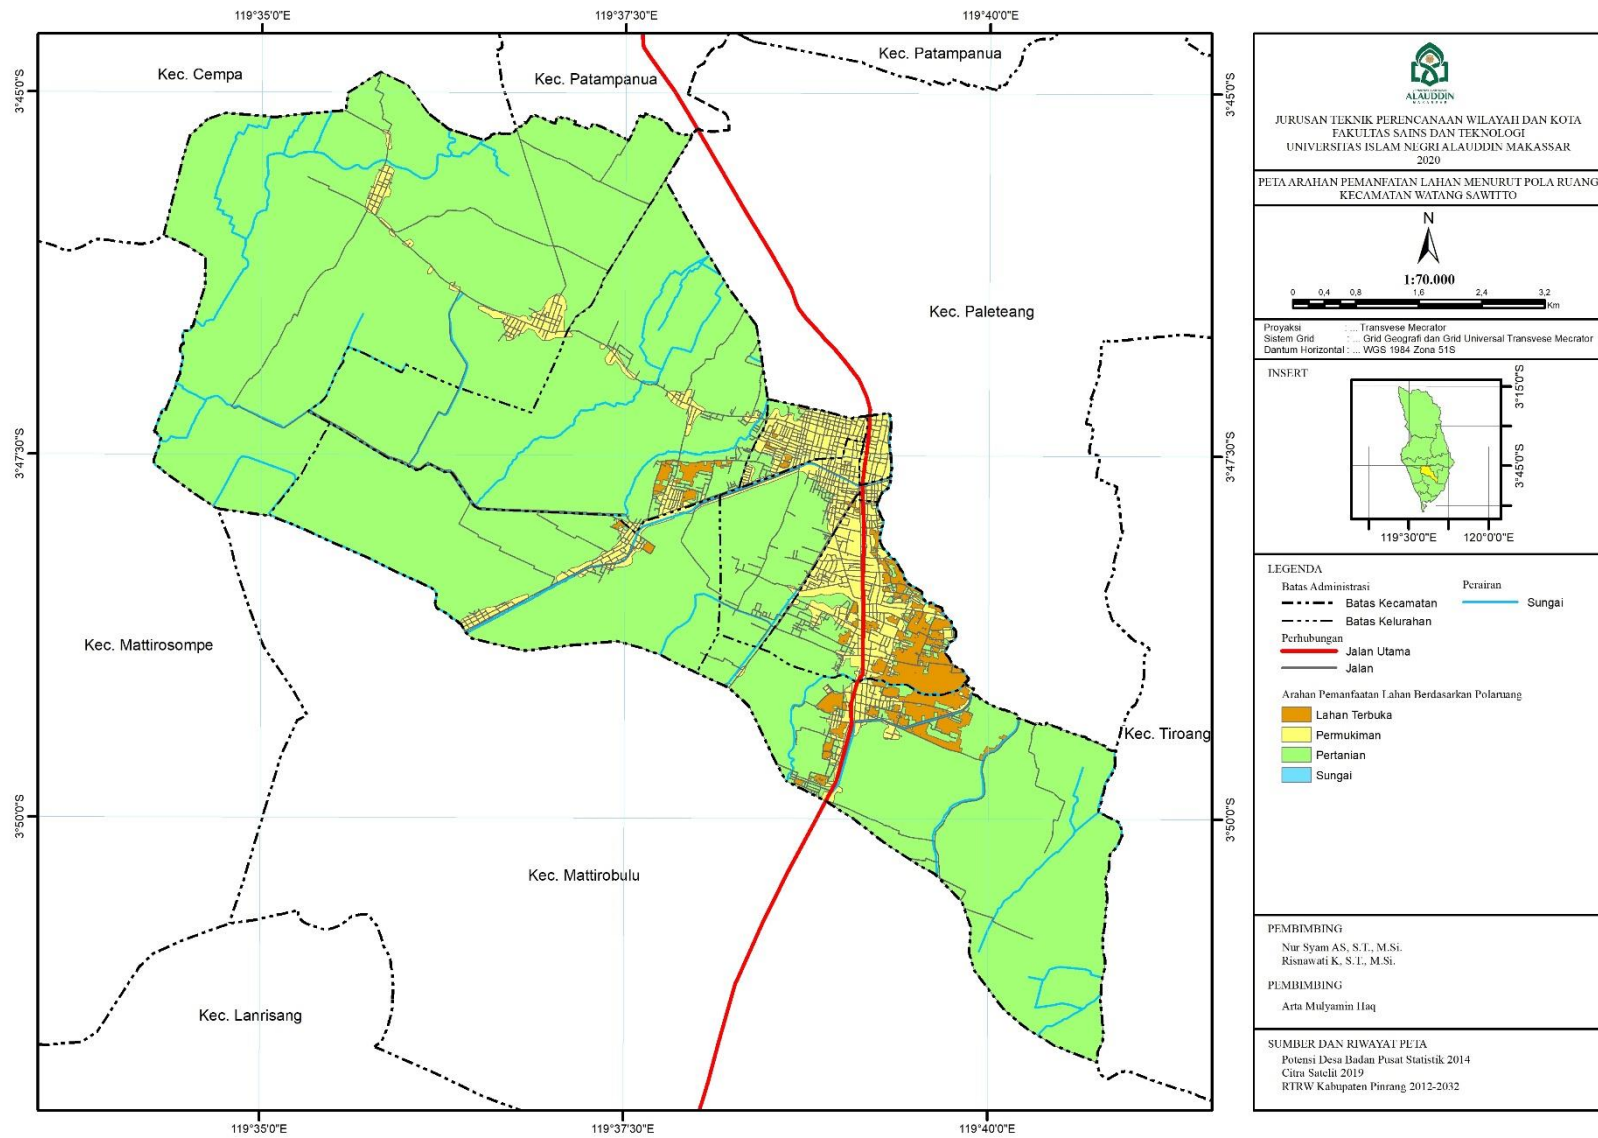 119°35'0"E
119°37'30"E
119°40'0"E
Kec. Cempa
Kec. Patampanua
Kec. Patampanua
3°45'0"S
3°45'0"S
Kec. Paleteang
3°47'30"S
3°47'30"S
Kec. Mattirosompe
Kec. Tiroang
3°50'0"S
3°50'0"S
Kec. Mattirobulu
Kec. Lanrisang
119°35'0"E
119°37'30"E
119°40'0"E
ALAUDDIN
MAKASSAR
JURUSAN TEKNIK PERENCANAAN WILAYAH DAN KOTA
FAKULTAS SAINS DAN TEKNOLOGI
UNIVERSITAS ISLAM NEGRI ALAUDDIN MAKASSAR
2020
PETA ARAHAN PEMANFATAN LAHAN MENURUT POLA RUANG
KECAMATAN WATANG SAWITTO
N
1:70.000
0 0,4 0,8 1,6 2,4 3,2
Km
Proyaksi : ... Transvese Mecrator
Sistem Grid : ... Grid Geografi dan Grid Universal Transvese Mecrator
Dantum Horizontal : ... WGS 1984 Zona 51S
INSERT
3°15'0"S
3°45'0"S
119°30'0"E
120°0'0"E
LEGENDA
Batas Administrasi
Batas Kecamatan
Batas Kelurahan
Perairan
Sungai
Perhubungan
Jalan Utama
Jalan
Arahan Pemanfaatan Lahan Berdasarkan Polaruang
Lahan Terbuka
Permukiman
Pertanian
Sungai
PEMBIMBING
Nur Syam AS, S.T., M.Si.
Risnawati K, S.T., M.Si.
PEMBIMBING
Arta Mulyamin Haq
SUMBER DAN RIWAYAT PETA
Potensi Desa Badan Pusat Statistik 2014
Citra Satelit 2019
RTRW Kabupaten Pinrang 2012-2032